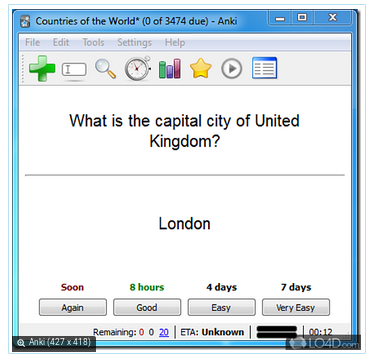 Countries of the World* (0 of 3474 due) - Anki
File Edit Tools Settings Help
What is the capital city of United
Kingdom?
London
Soon 8 hours 4 days 7 days
Again Good Easy Very Easy
Remaining: 0 0 20 ETA: Unknown 00:12
Anki (427 x 418)
LO4D.com